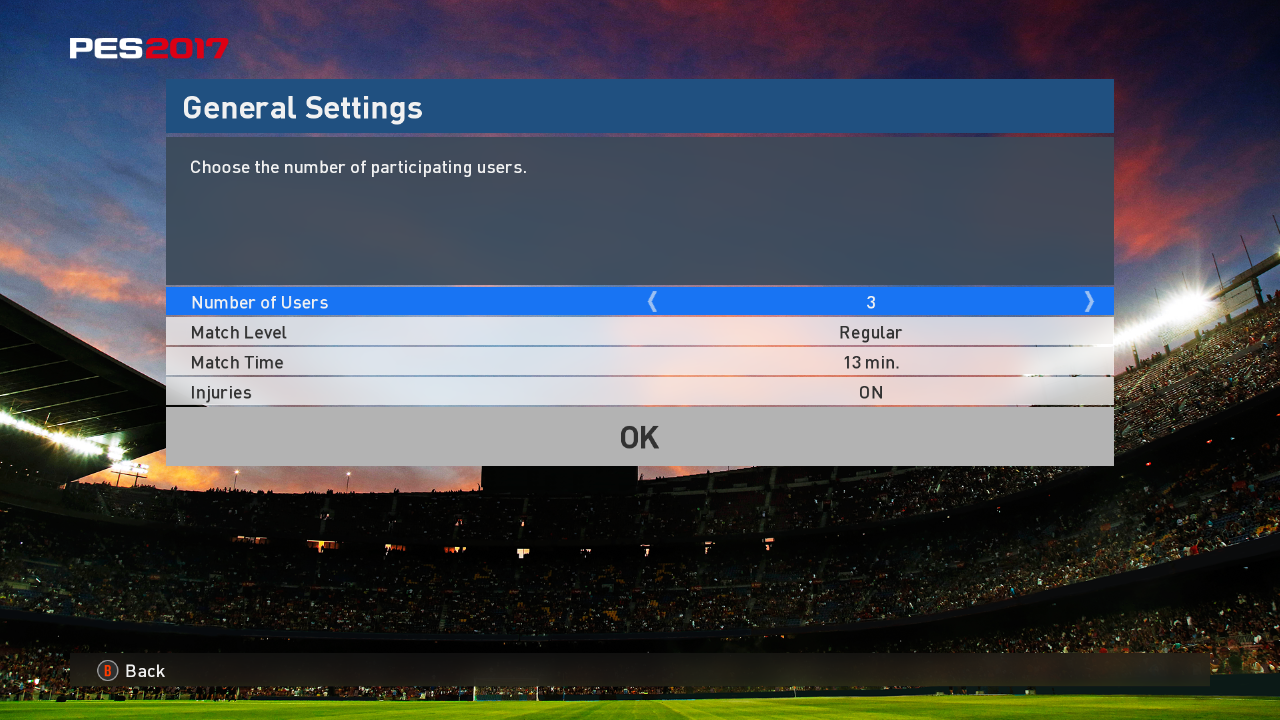 PES2017
General Settings
Choose the number of participating users.
Number of Users 3
Match Level Regular
Match Time 13 min.
Injuries ON
OK
B Back